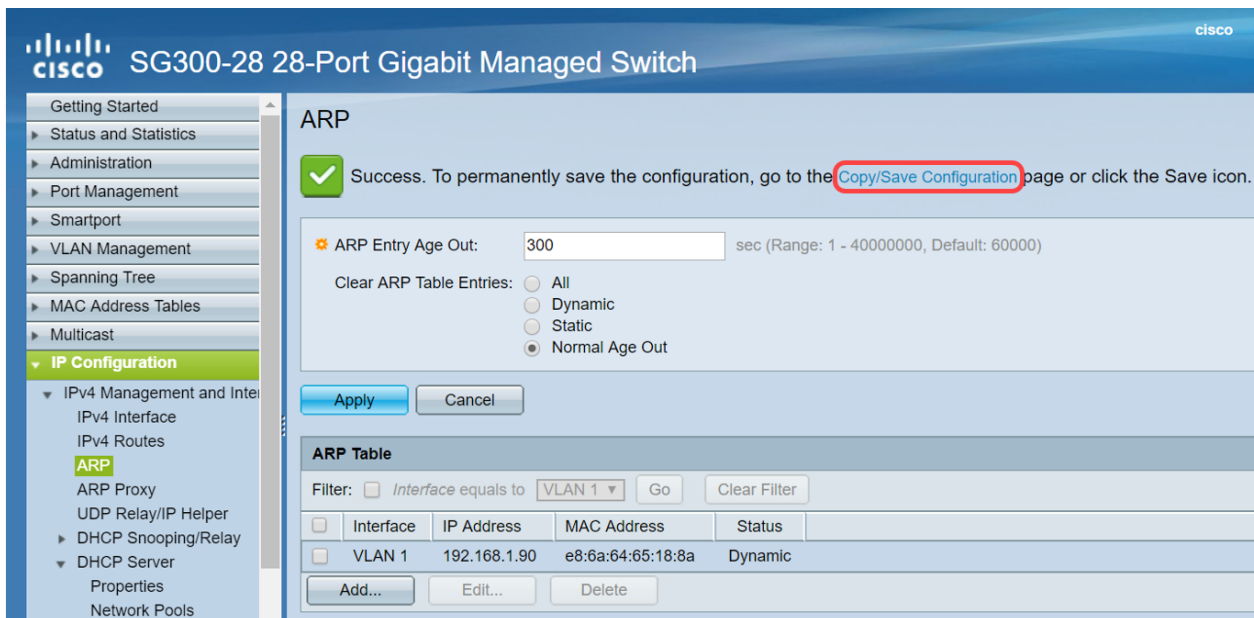 cisco
CISCO SG300-28 28-Port Gigabit Managed Switch
Getting Started
Status and Statistics
Administration
Port Management
Smartport
VLAN Management
Spanning Tree
MAC Address Tables
Multicast
IP Configuration
IPv4 Management and Inter
IPv4 Interface
IPv4 Routes
ARP
ARP Proxy
UDP Relay/IP Helper
DHCP Snooping/Relay
DHCP Server
Properties
Network Pools
ARP
Success. To permanently save the configuration, go to the Copy/Save Configuration page or click the Save icon.
ARP Entry Age Out: 300 sec (Range: 1 - 40000000, Default: 60000)
Clear ARP Table Entries: All
Dynamic
Static
Normal Age Out
Apply Cancel
ARP Table
Filter: Interface equals to VLAN 1 Go Clear Filter
Interface IP Address MAC Address Status
VLAN 1 192.168.1.90 e8:6a:64:65:18:8a Dynamic
Add... Edit... Delete